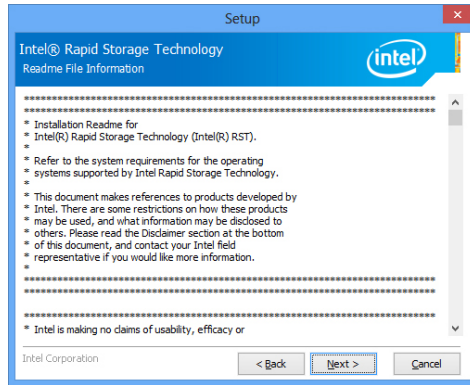 Setup
Intel® Rapid Storage Technology
Readme File Information
intel
********************************************************************************
********************************************************************************
* Installation Readme for
* Intel(R) Rapid Storage Technology (Intel(R) RST).
*
* Refer to the system requirements for the operating
* systems supported by Intel Rapid Storage Technology.
*
* This document makes references to products developed by
* Intel. There are some restrictions on how these products
* may be used, and what information may be disclosed to
* others. Please read the Disclaimer section at the bottom
* of this document, and contact your Intel field
* representative if you would like more information.
*
********************************************************************************
********************************************************************************
********************************************************************************
* Intel is making no claims of usability, efficacy or
Intel Corporation
< Back
Next >
Cancel